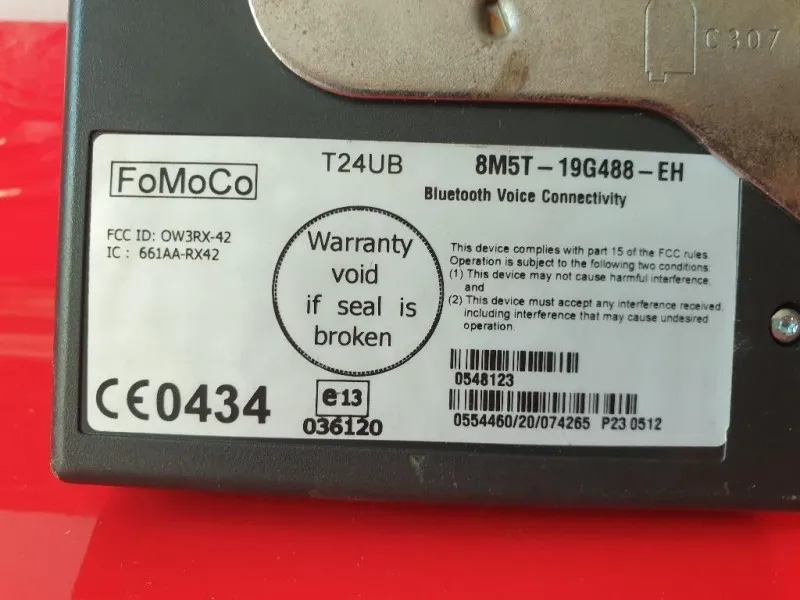 C307
FoMoCo
T24UB
8M5T-19G488-EH
Bluetooth Voice Connectivity
FCC ID: OW3RX-42
IC : 661AA-RX42
Warranty
void
if seal is
broken
This device complies with part 15 of the FCC rules.
Operation is subject to the following two conditions:
(1) This device may not cause harmful interference,
and
(2) This device must accept any interference received,
including interference that may cause undesired
operation.
CE0434
e13
036120
0548123
0554460/20/074265 P23 0512